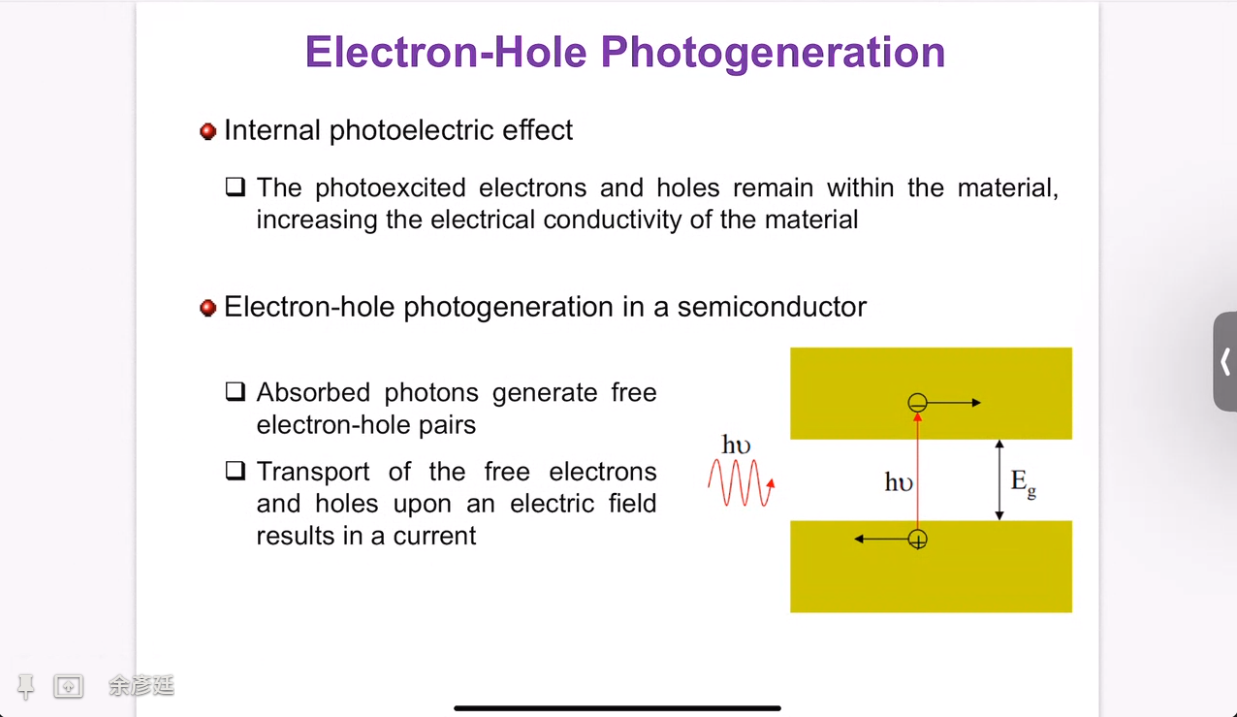 Electron-Hole Photogeneration
Internal photoelectric effect
The photoexcited electrons and holes remain within the material,
increasing the electrical conductivity of the material
Electron-hole photogeneration in a semiconductor
Absorbed photons generate free
electron-hole pairs
Transport of the free electrons
and holes upon an electric field
results in a current
hυ
hυ
Eg
余彥廷